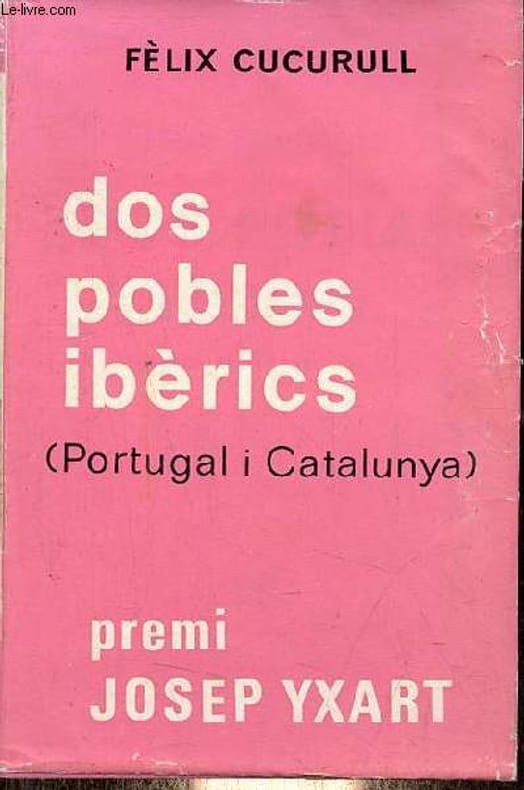 Le-livre.com
FÈLIX CUCURULL
dos
pobles
ibèrics
(Portugal i Catalunya)
premi
JOSEP YXART